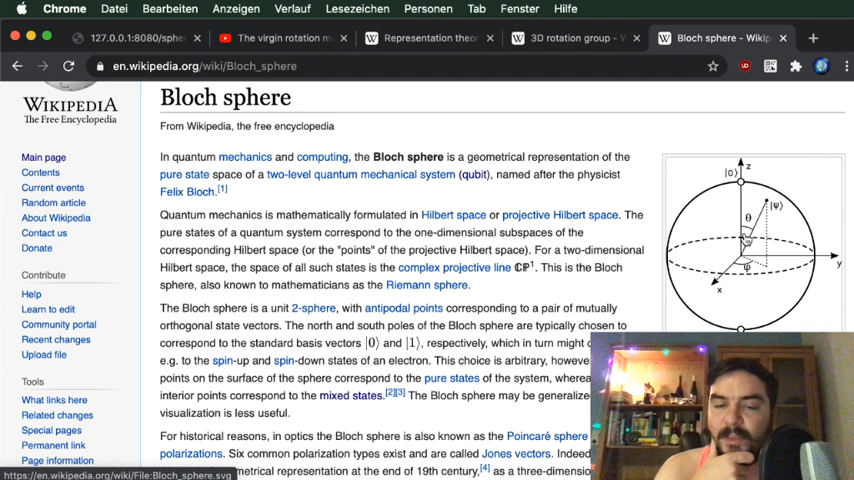 Chrome Datei Bearbeiten Anzeigen Verlauf Lesezeichen Personen Tab Fenster Hilfe
127.0.0.1:8080/sphe The virgin rotation m Representation theo 3D rotation group - W Bloch sphere - Wikip
en.wikipedia.org/wiki/Bloch_sphere
WIKIPEDIA
The Free Encyclopedia
Main page
Contents
Current events
Random article
About Wikipedia
Contact us
Donate
Contribute
Help
Learn to edit
Community portal
Recent changes
Upload file
Tools
What links here
Related changes
Special pages
Permanent link
Page information
Bloch sphere
From Wikipedia, the free encyclopedia
In quantum mechanics and computing, the Bloch sphere is a geometrical representation of the
pure state space of a two-level quantum mechanical system (qubit), named after the physicist
Felix Bloch.[1]
Quantum mechanics is mathematically formulated in Hilbert space or projective Hilbert space. The
pure states of a quantum system correspond to the one-dimensional subspaces of the
corresponding Hilbert space (or the "points" of the projective Hilbert space). For a two-dimensional
Hilbert space, the space of all such states is the complex projective line ℂℙ¹. This is the Bloch
sphere, also known to mathematicians as the Riemann sphere.
The Bloch sphere is a unit 2-sphere, with antipodal points corresponding to a pair of mutually
orthogonal state vectors. The north and south poles of the Bloch sphere are typically chosen to
correspond to the standard basis vectors |0⟩ and |1⟩, respectively, which in turn might
e.g. to the spin-up and spin-down states of an electron. This choice is arbitrary, howe
points on the surface of the sphere correspond to the pure states of the system, wherea
interior points correspond to the mixed states.[2][3] The Bloch sphere may be generalize
visualization is less useful.
For historical reasons, in optics the Bloch sphere is also known as the Poincaré sphere
polarizations. Six common polarization types exist and are called Jones vectors. Indeed
metrical representation at the end of 19th century,[4] as a three-dimensio
|0⟩ z
|ψ⟩
θ
φ
x
y
https://en.wikipedia.org/wiki/File:Bloch_sphere.svg